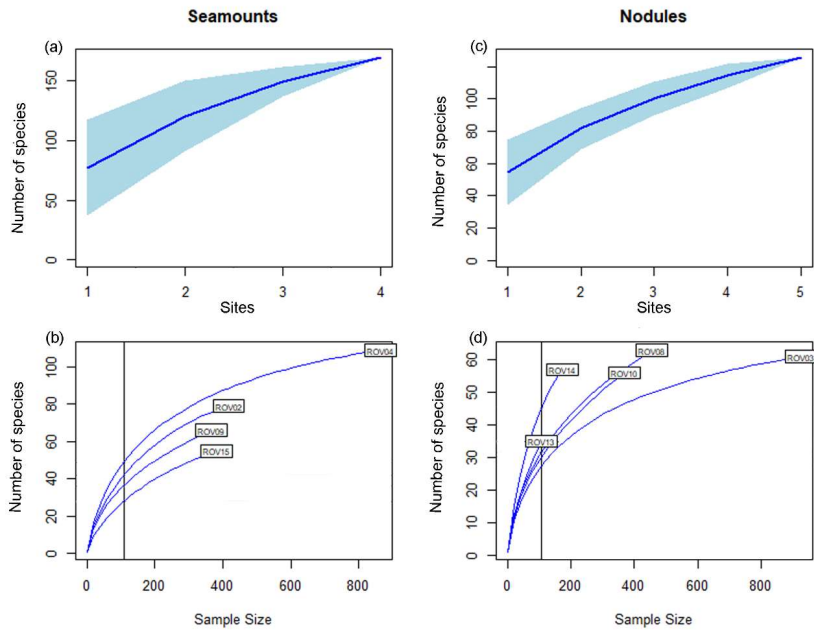 Seamounts
Nodules
(a)
Number of species
0
50
100
150
1
2
3
4
Sites
(c)
Number of species
0
20
40
60
80
100
1
2
3
4
5
Sites
(b)
Number of species
0
20
40
60
80
100
ROV04
ROV02
ROV09
ROV15
0
200
400
600
800
Sample Size
(d)
Number of species
0
10
20
30
40
50
60
ROV14
ROV08
ROV10
ROV03
ROV13
0
200
400
600
800
Sample Size